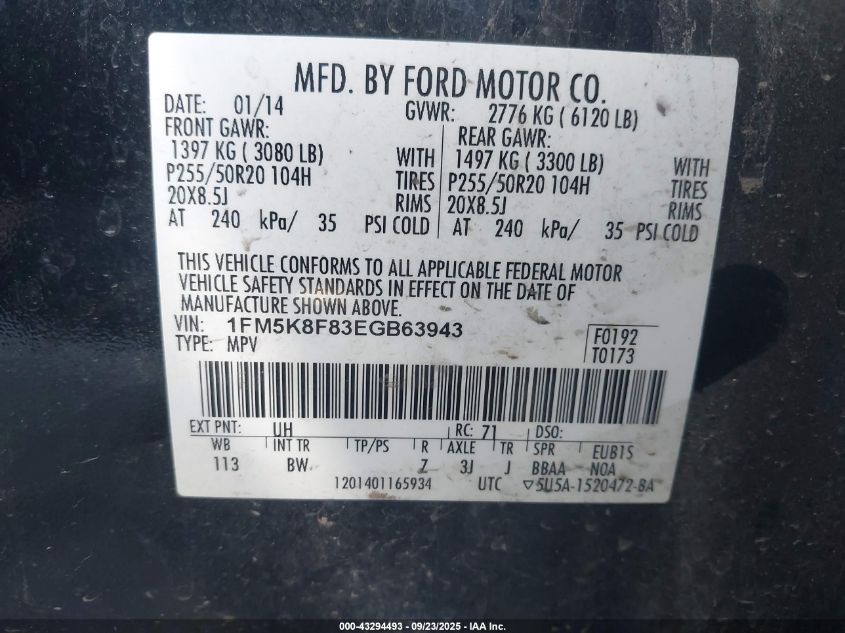 MFD. BY FORD MOTOR CO.
DATE: 01/14 GVWR: 2776 KG ( 6120 LB)
FRONT GAWR: REAR GAWR:
1397 KG ( 3080 LB) WITH 1497 KG ( 3300 LB) WITH
P255/50R20 104H TIRES P255/50R20 104H TIRES
20X8.5J RIMS 20X8.5J RIMS
AT 240 kPa/ 35 PSI COLD AT 240 kPa/ 35 PSI COLD
THIS VEHICLE CONFORMS TO ALL APPLICABLE FEDERAL MOTOR
VEHICLE SAFETY STANDARDS IN EFFECT ON THE DATE OF
MANUFACTURE SHOWN ABOVE.
VIN: 1FM5K8F83EGB63943 F0192
TYPE: MPV T0173
EXT PNT: UH RC: 71 DSO:
WB INT TR TP/PS R AXLE TR SPR EUB1S
113 BW 7 3J J BBAA NOA
1201401165934 UTC ▽5U5A-1520472-BA
000-43294493 - 09/23/2025 - IAA Inc.